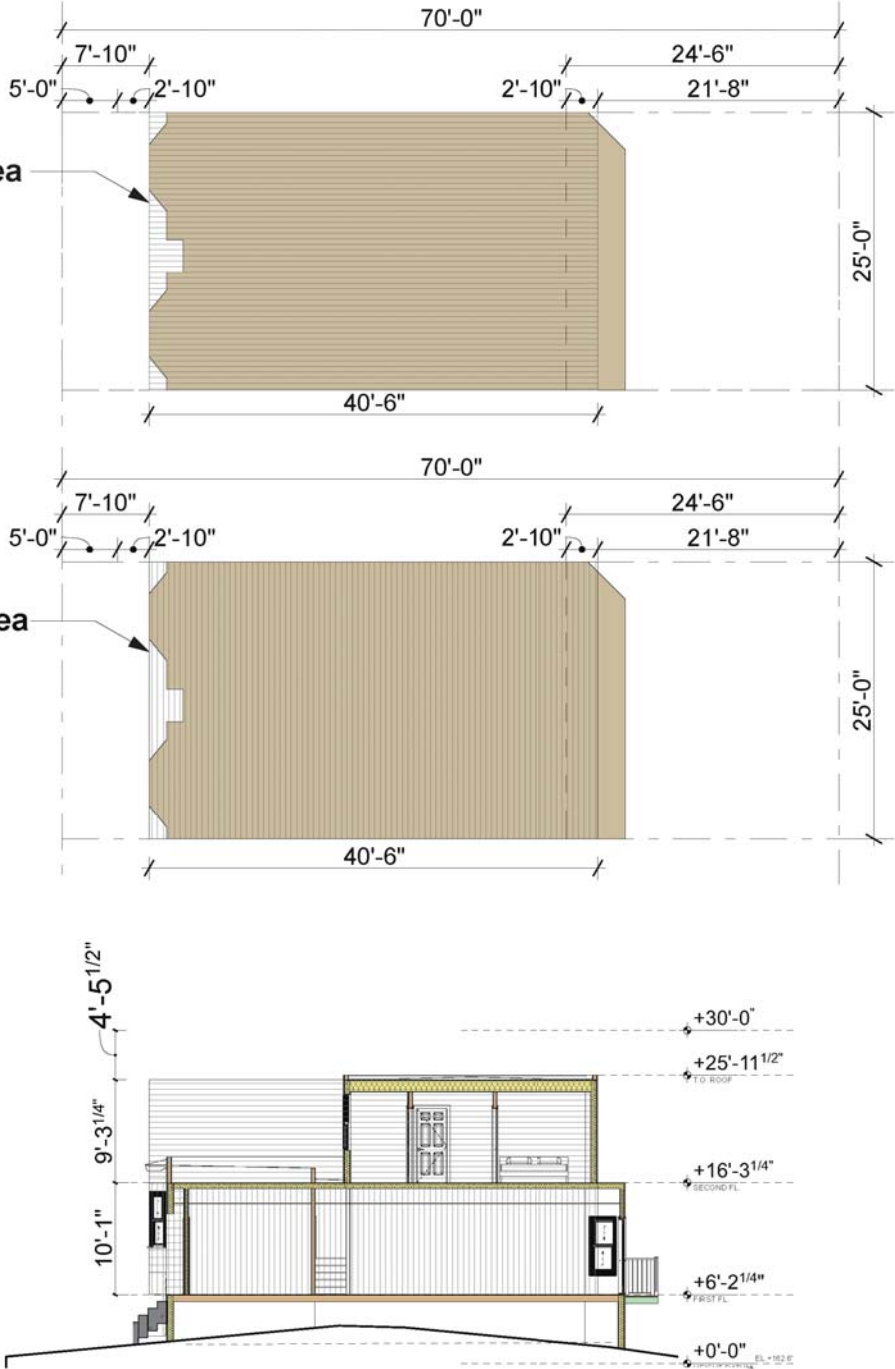 70'-0"
7'-10" 24'-6"
5'-0" 2'-10" 2'-10" 21'-8"
ea
25'-0"
40'-6"
70'-0"
7'-10" 24'-6"
5'-0" 2'-10" 2'-10" 21'-8"
ea
25'-0"
40'-6"
4'-5 1/2"
+30'-0"
+25'-11 1/2"
T.O. ROOF
9'-3 1/4"
+16'-3 1/4"
SECOND FL.
10'-1"
+6'-2 1/4"
FIRST FL.
+0'-0" EL +182.6'